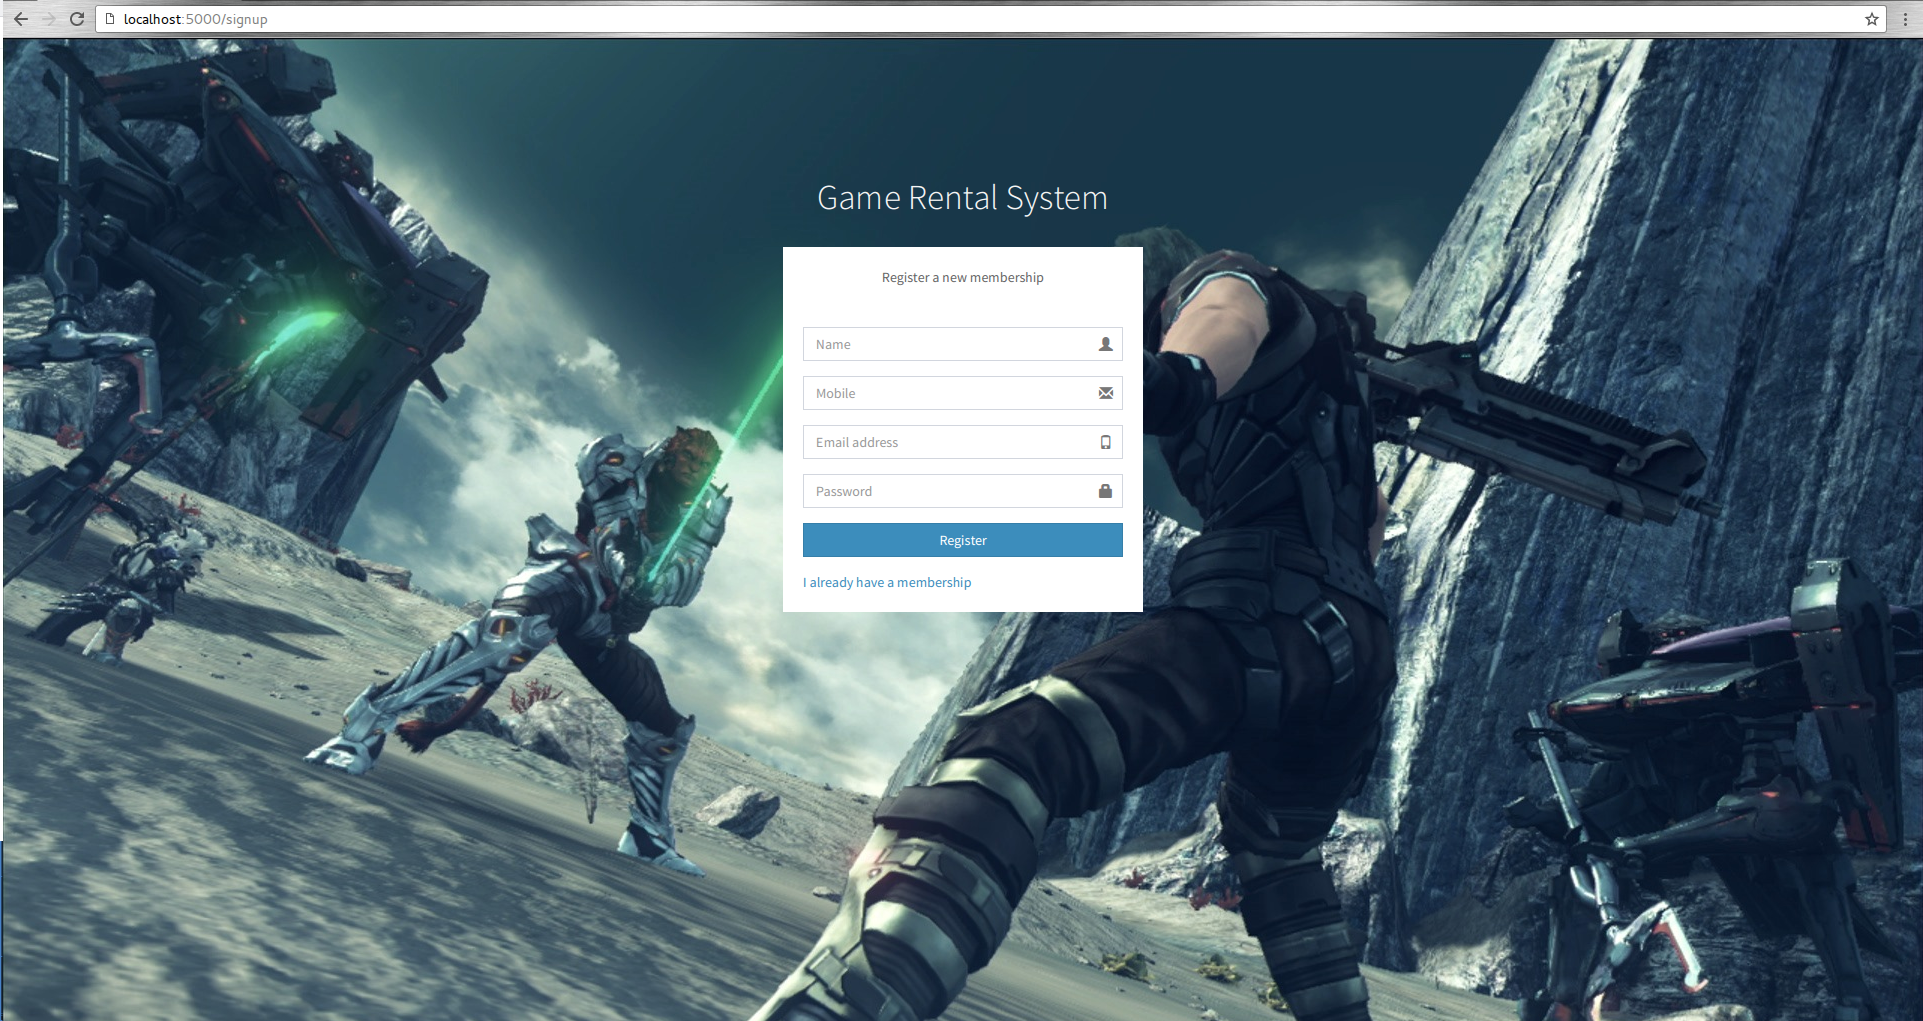 localhost:5000/signup
Game Rental System
Register a new membership
Name
Mobile
Email address
Password
Register
I already have a membership